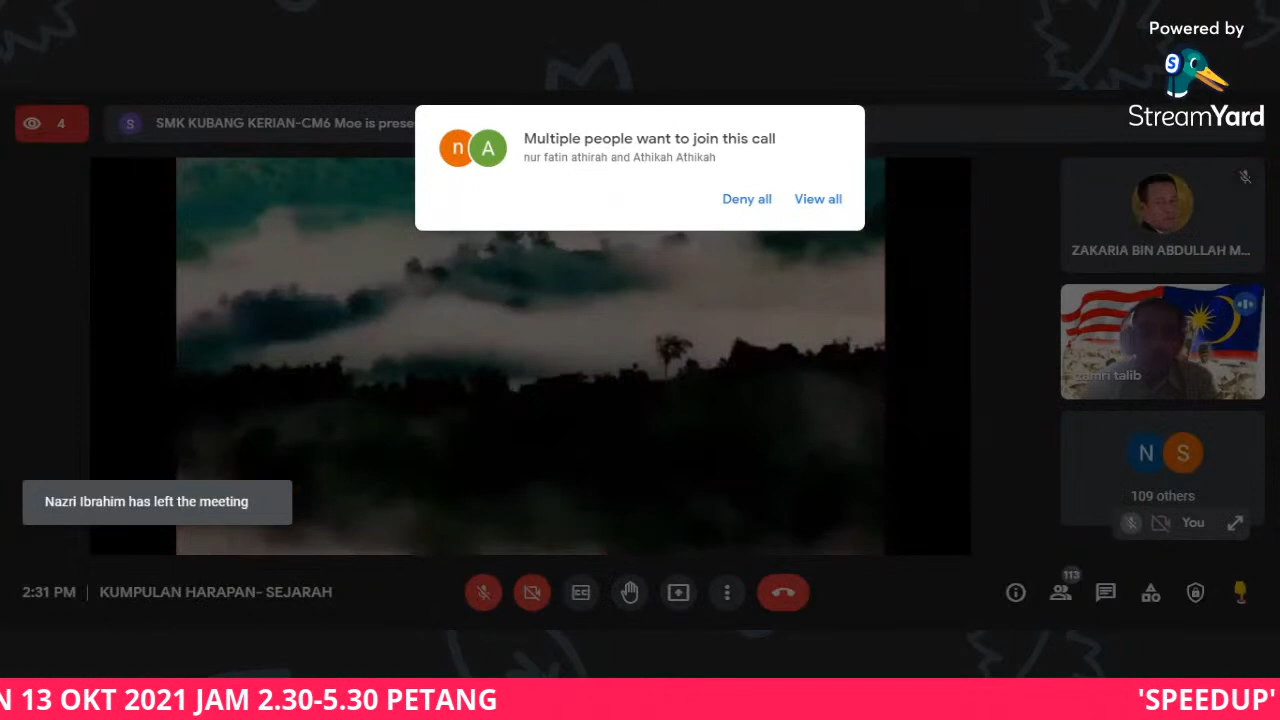 Powered by
S
StreamYard
4
S SMK KUBANG KERIAN-CM6 Moe is prese
n A
Multiple people want to join this call
nur fatin athirah and Athikah Athikah
Deny all View all
ZAKARIA BIN ABDULLAH M...
zamri talib
N S
109 others
You
Nazri Ibrahim has left the meeting
2:31 PM | KUMPULAN HARAPAN- SEJARAH
CC
113
N 13 OKT 2021 JAM 2.30-5.30 PETANG
'SPEEDUP'